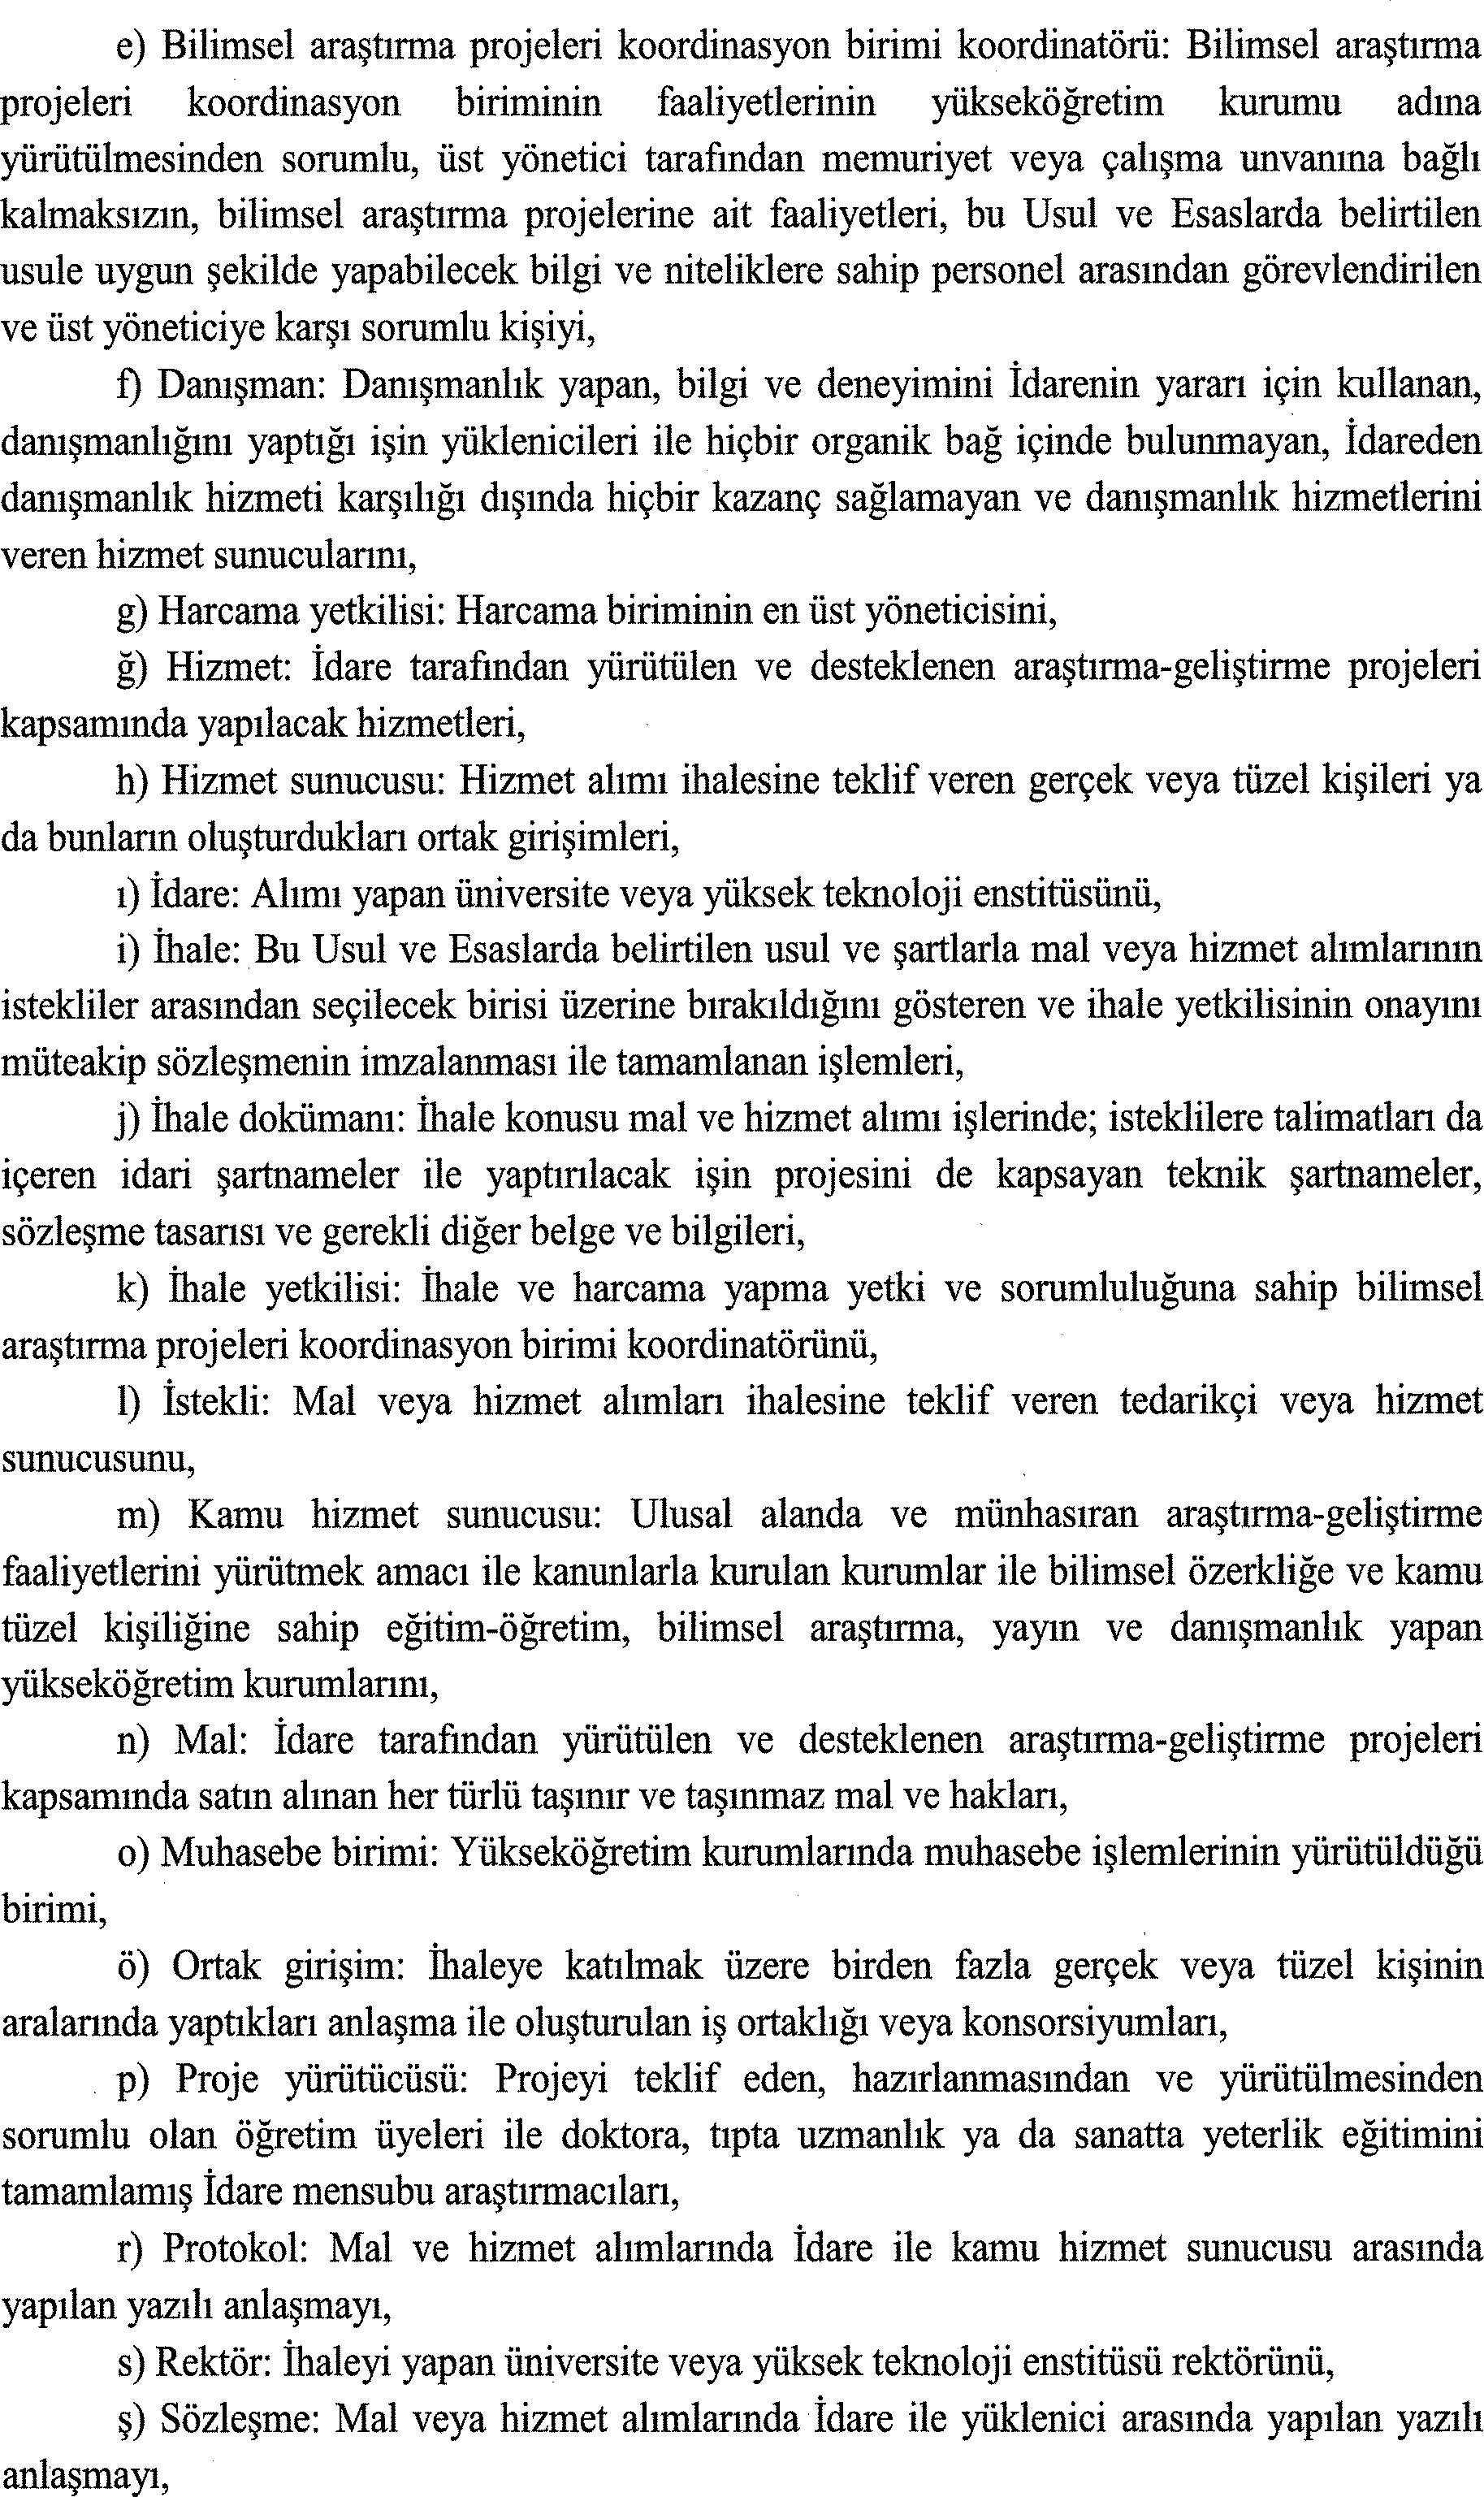 e) Bilimsel araştırma projeleri koordinasyon birimi koordinatörü: Bilimsel araştırma
projeleri koordinasyon biriminin faaliyetlerinin yükseköğretim kurumu adına
yürütülmesinden sorumlu, üst yönetici tarafından memuriyet veya çalışma unvanına bağlı
kalmaksızın, bilimsel araştırma projelerine ait faaliyetleri, bu Usul ve Esaslarda belirtilen
usule uygun şekilde yapabilecek bilgi ve niteliklere sahip personel arasından görevlendirilen
ve üst yöneticiye karşı sorumlu kişiyi,
f) Danışman: Danışmanlık yapan, bilgi ve deneyimini İdarenin yararı için kullanan,
danışmanlığını yaptığı işin yüklenicileri ile hiçbir organik bağ içinde bulunmayan, İdareden
danışmanlık hizmeti karşılığı dışında hiçbir kazanç sağlamayan ve danışmanlık hizmetlerini
veren hizmet sunucularını,
g) Harcama yetkilisi: Harcama biriminin en üst yöneticisini,
ğ) Hizmet: İdare tarafından yürütülen ve desteklenen araştırma-geliştirme projeleri
kapsamında yapılacak hizmetleri,
h) Hizmet sunucusu: Hizmet alımı ihalesine teklif veren gerçek veya tüzel kişileri ya
da bunların oluşturdukları ortak girişimleri,
ı) İdare: Alımı yapan üniversite veya yüksek teknoloji enstitüsünü,
i) İhale: Bu Usul ve Esaslarda belirtilen usul ve şartlarla mal veya hizmet alımlarının
istekliler arasından seçilecek birisi üzerine bırakıldığını gösteren ve ihale yetkilisinin onayını
müteakip sözleşmenin imzalanması ile tamamlanan işlemleri,
j) İhale dokümanı: İhale konusu mal ve hizmet alımı işlerinde; isteklilere talimatları da
içeren idari şartnameler ile yaptırılacak işin projesini de kapsayan teknik şartnameler,
sözleşme tasarısı ve gerekli diğer belge ve bilgileri,
k) İhale yetkilisi: İhale ve harcama yapma yetki ve sorumluluğuna sahip bilimsel
araştırma projeleri koordinasyon birimi koordinatörünü,
l) İstekli: Mal veya hizmet alımları ihalesine teklif veren tedarikçi veya hizmet
sunucusunu,
m) Kamu hizmet sunucusu: Ulusal alanda ve münhasıran araştırma-geliştirme
faaliyetlerini yürütmek amacı ile kanunlarla kurulan kurumlar ile bilimsel özerkliğe ve kamu
tüzel kişiliğine sahip eğitim-öğretim, bilimsel araştırma, yayın ve danışmanlık yapan
yükseköğretim kurumlarını,
n) Mal: İdare tarafından yürütülen ve desteklenen araştırma-geliştirme projeleri
kapsamında satın alınan her türlü taşınır ve taşınmaz mal ve hakları,
o) Muhasebe birimi: Yükseköğretim kurumlarında muhasebe işlemlerinin yürütüldüğü
birimi,
ö) Ortak girişim: İhaleye katılmak üzere birden fazla gerçek veya tüzel kişinin
aralarında yaptıkları anlaşma ile oluşturulan iş ortaklığı veya konsorsiyumları,
p) Proje yürütücüsü: Projeyi teklif eden, hazırlanmasından ve yürütülmesinden
sorumlu olan öğretim üyeleri ile doktora, tıpta uzmanlık ya da sanatta yeterlik eğitimini
tamamlamış İdare mensubu araştırmacıları,
r) Protokol: Mal ve hizmet alımlarında İdare ile kamu hizmet sunucusu arasında
yapılan yazılı anlaşmayı,
s) Rektör: İhaleyi yapan üniversite veya yüksek teknoloji enstitüsü rektörünü,
ş) Sözleşme: Mal veya hizmet alımlarında İdare ile yüklenici arasında yapılan yazılı
anlaşmayı,